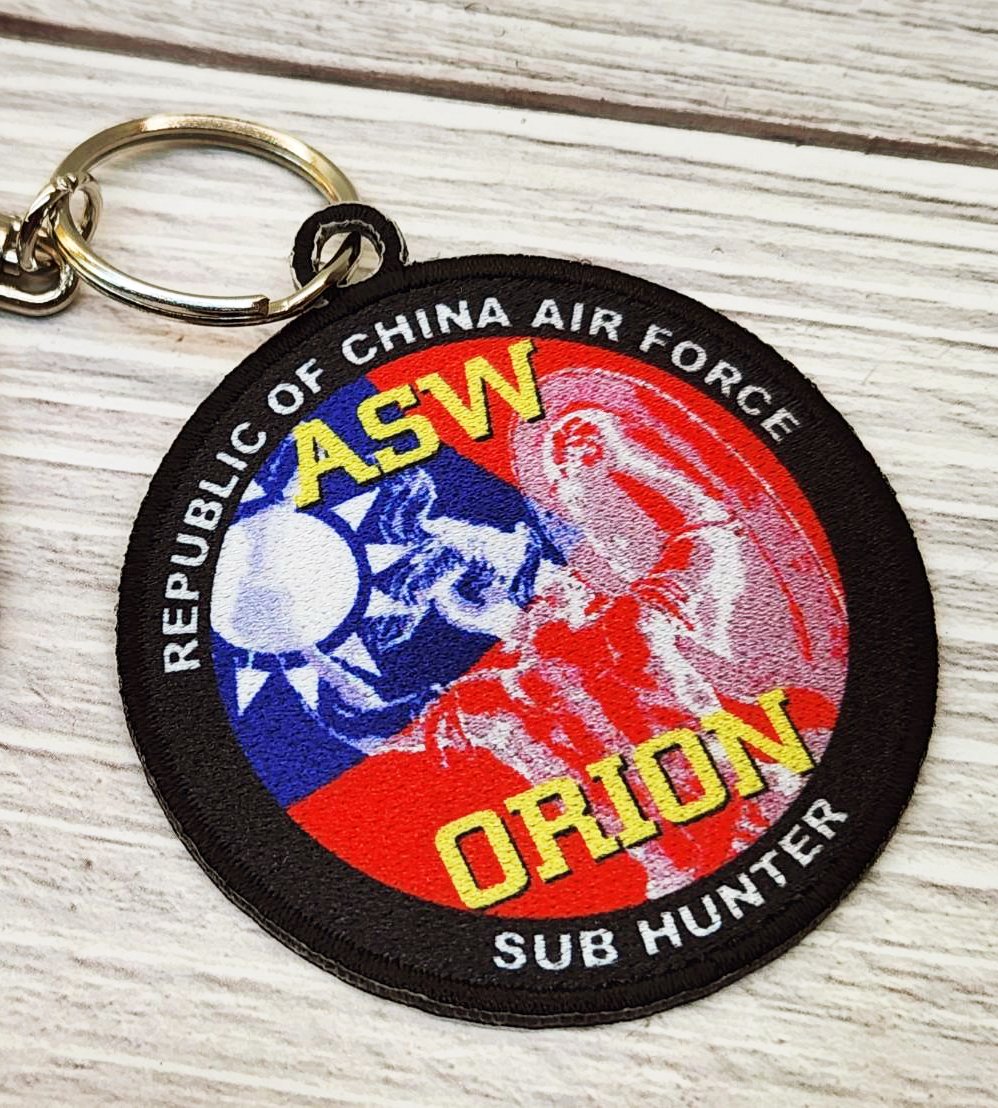 REPUBLIC OF CHINA AIR FORCE
ASW
ORION
SUB HUNTER